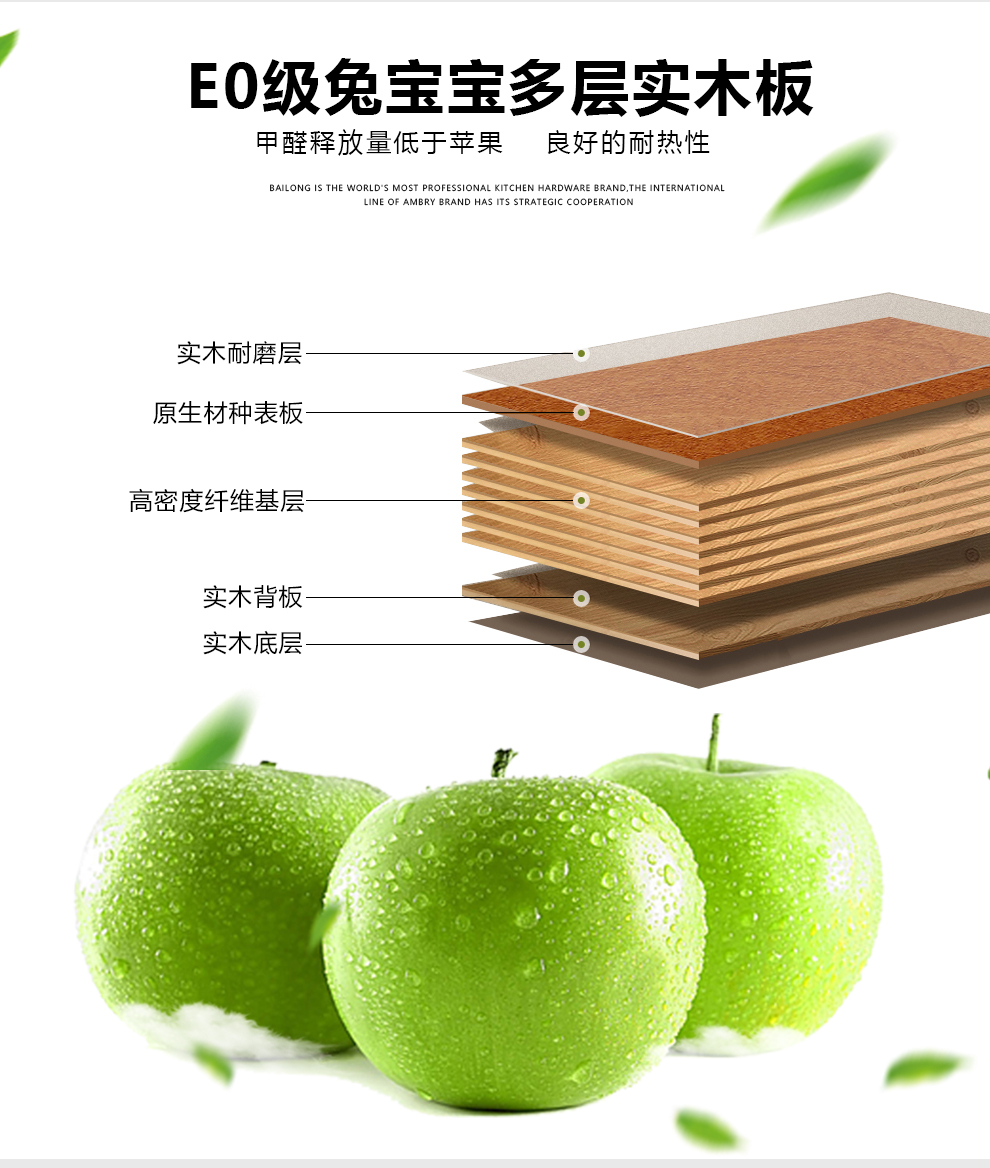 E0级兔宝宝多层实木板
甲醛释放量低于苹果 良好的耐热性
BAILONG IS THE WORLD'S MOST PROFESSIONAL KITCHEN HARDWARE BRAND,THE INTERNATIONAL
LINE OF AMBRY BRAND HAS ITS STRATEGIC COOPERATION
实木耐磨层
原生材种表板
高密度纤维基层
实木背板
实木底层